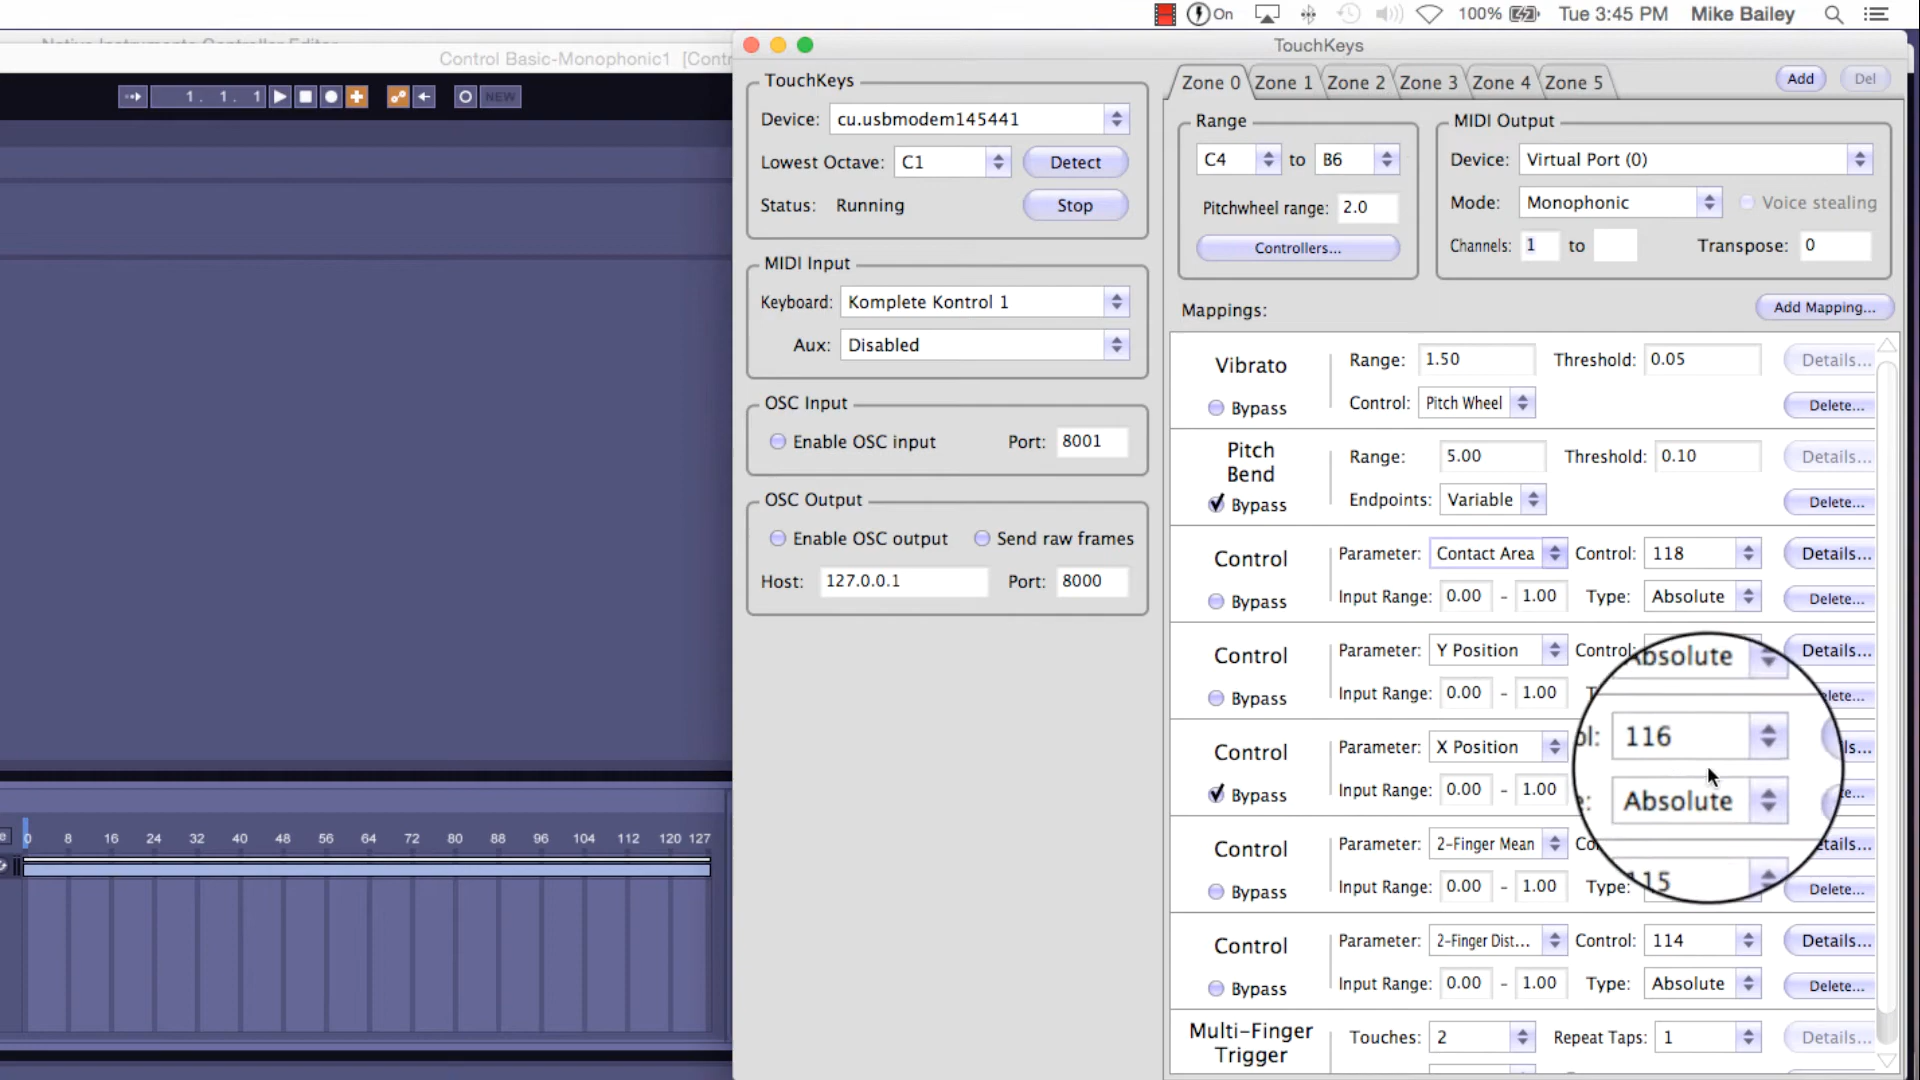 On 100% Tue 3:45 PM Mike Bailey
Control Basic-Monophonic1 [Contr
1. 1. 1 NEW
0 8 16 24 32 40 48 56 64 72 80 88 96 104 112 120 127
TouchKeys
TouchKeys
Device: cu.usbmodem145441
Lowest Octave: C1 Detect
Status: Running Stop
MIDI Input
Keyboard: Komplete Kontrol 1
Aux: Disabled
OSC Input
Enable OSC input Port: 8001
OSC Output
Enable OSC output Send raw frames
Host: 127.0.0.1 Port: 8000
Zone 0 Zone 1 Zone 2 Zone 3 Zone 4 Zone 5 Add Del
Range
C4 to B6
Pitchwheel range: 2.0
Controllers...
MIDI Output
Device: Virtual Port (0)
Mode: Monophonic Voice stealing
Channels: 1 to Transpose: 0
Mappings: Add Mapping...
Vibrato Range: 1.50 Threshold: 0.05 Details...
Bypass Control: Pitch Wheel Delete...
Pitch Bend Range: 5.00 Threshold: 0.10 Details...
Bypass Endpoints: Variable Delete...
Control Parameter: Contact Area Control: 118 Details...
Bypass Input Range: 0.00 - 1.00 Type: Absolute Delete...
Control Parameter: Y Position Control: Absolute Details...
Bypass Input Range: 0.00 - 1.00 lete...
Control Parameter: X Position ol: 116 ls...
Bypass Input Range: 0.00 - 1.00 e: Absolute
Control Parameter: 2-Finger Mean Co etails...
Bypass Input Range: 0.00 - 1.00 Type: 115 Delete...
Control Parameter: 2-Finger Dist... Control: 114 Details...
Bypass Input Range: 0.00 - 1.00 Type: Absolute Delete...
Multi-Finger Trigger Touches: 2 Repeat Taps: 1 Details...